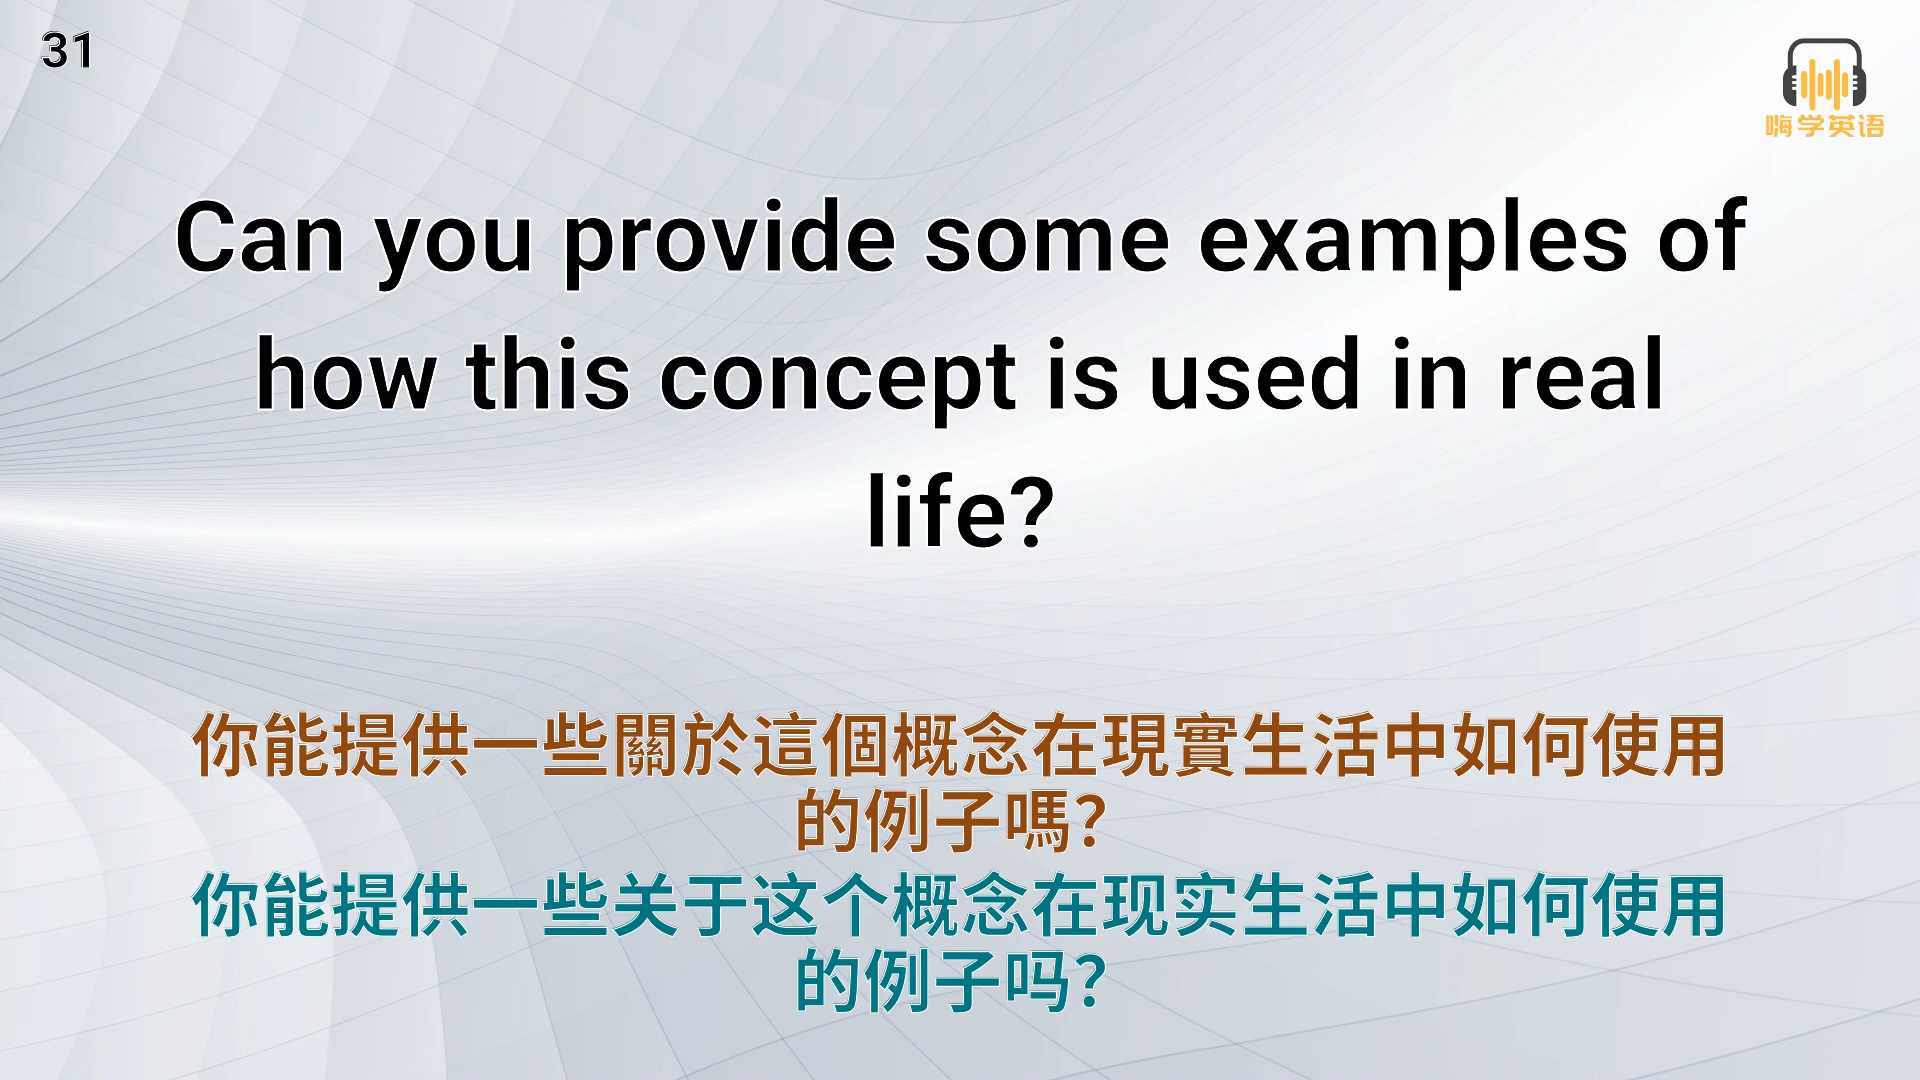 31
嗨学英语
Can you provide some examples of
how this concept is used in real
life?
你能提供一些關於這個概念在現實生活中如何使用
的例子嗎?
你能提供一些关于这个概念在现实生活中如何使用
的例子吗?